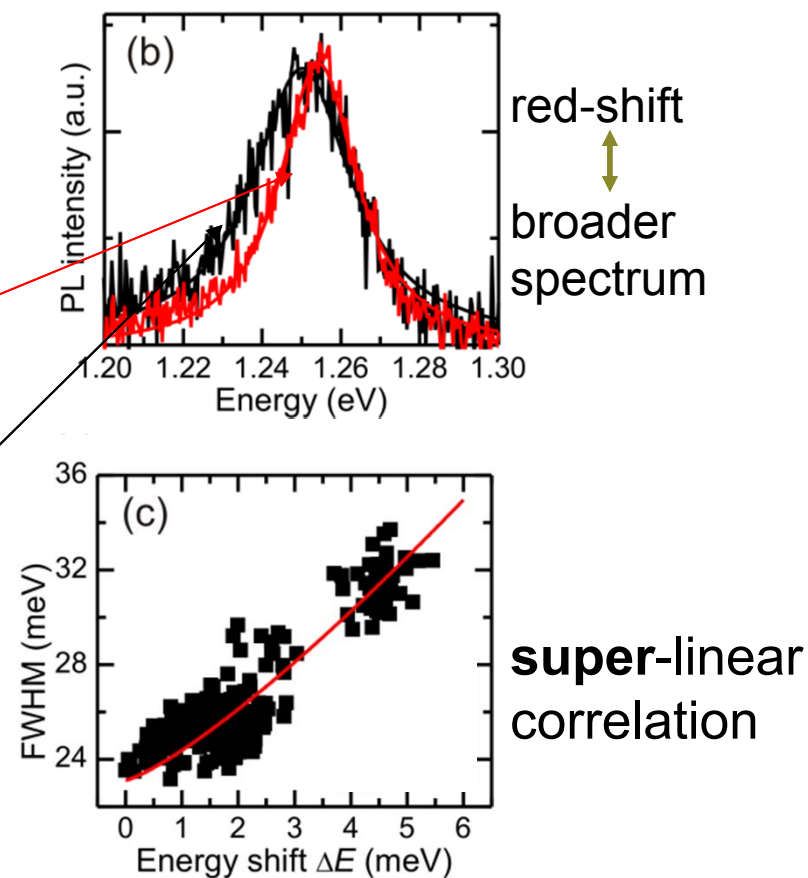 (b)
PL intensity (a.u.)
1.20 1.22 1.24 1.26 1.28 1.30
Energy (eV)
red-shift
broader
spectrum
(c)
36
32
28
24
FWHM (meV)
0 1 2 3 4 5 6
Energy shift ΔE (meV)
super-linear
correlation